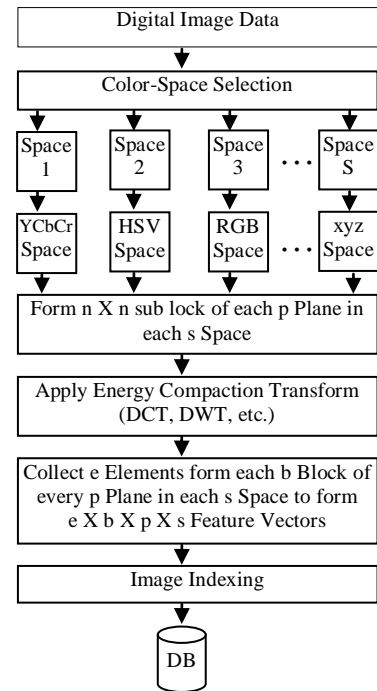 Digital Image Data
Color-Space Selection
Space
1
Space
2
Space
3
...
Space
S
YCbCr
Space
HSV
Space
RGB
Space
...
xyz
Space
Form n X n sub lock of each p Plane in
each s Space
Apply Energy Compaction Transform
(DCT, DWT, etc.)
Collect e Elements form each b Block of
every p Plane in each s Space to form
e X b X p X s Feature Vectors
Image Indexing
DB